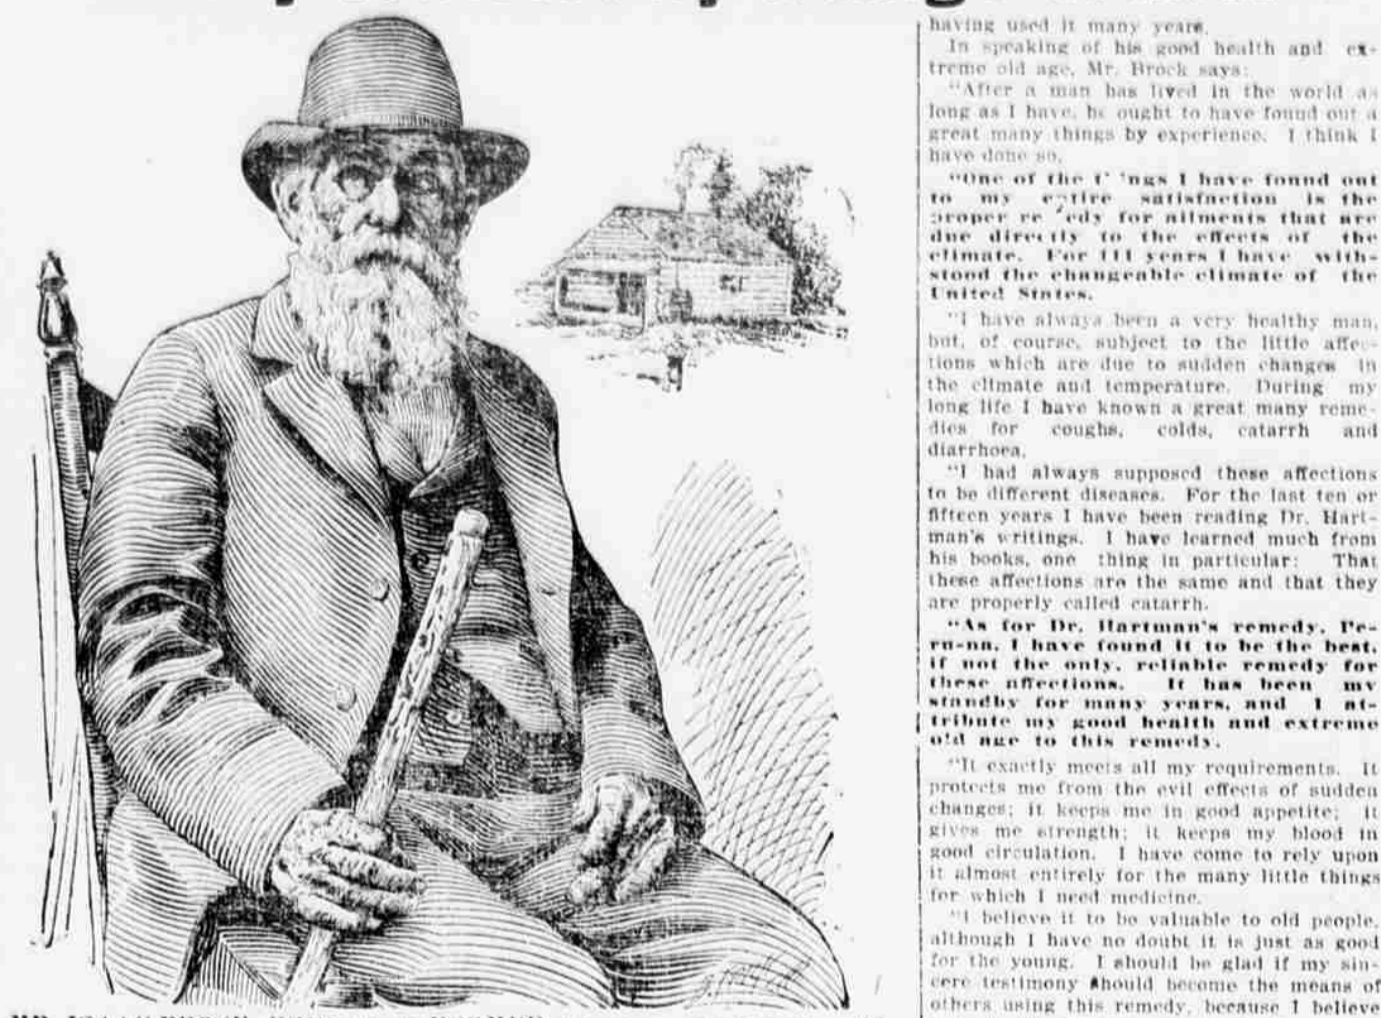 having used it many years.
In speaking of his good health and ex-
treme old age, Mr. Brock says:
"After a man has lived in the world as
long as I have, he ought to have found out a
great many things by experience. I think I
have done so.
"One of the t' 'ngs I have found out
to my entire satisfaction is the
proper re 'edy for ailments that are
due directly to the effects of the
climate. For 111 years I have with-
stood the changeable climate of the
United States.
"I have always been a very healthy man,
but, of course, subject to the little affec-
tions which are due to sudden changes in
the climate and temperature. During my
long life I have known a great many reme-
dies for coughs, colds, catarrh and
diarrhoea.
"I had always supposed these affections
to be different diseases. For the last ten or
fifteen years I have been reading Dr. Hart-
man's writings. I have learned much from
his books, one thing in particular: That
these affections are the same and that they
are properly called catarrh.
"As for Dr. Hartman's remedy, Pe-
ru-na, I have found it to be the best,
if not the only, reliable remedy for
these affections. It has been my
standby for many years, and I at-
tribute my good health and extreme
old age to this remedy.
"It exactly meets all my requirements. It
protects me from the evil effects of sudden
changes; it keeps me in good appetite; it
gives me strength; it keeps my blood in
good circulation. I have come to rely upon
it almost entirely for the many little things
for which I need medicine.
"I believe it to be valuable to old people,
although I have no doubt it is just as good
for the young. I should be glad if my sin-
cere testimony should become the means of
others using this remedy, because I believe